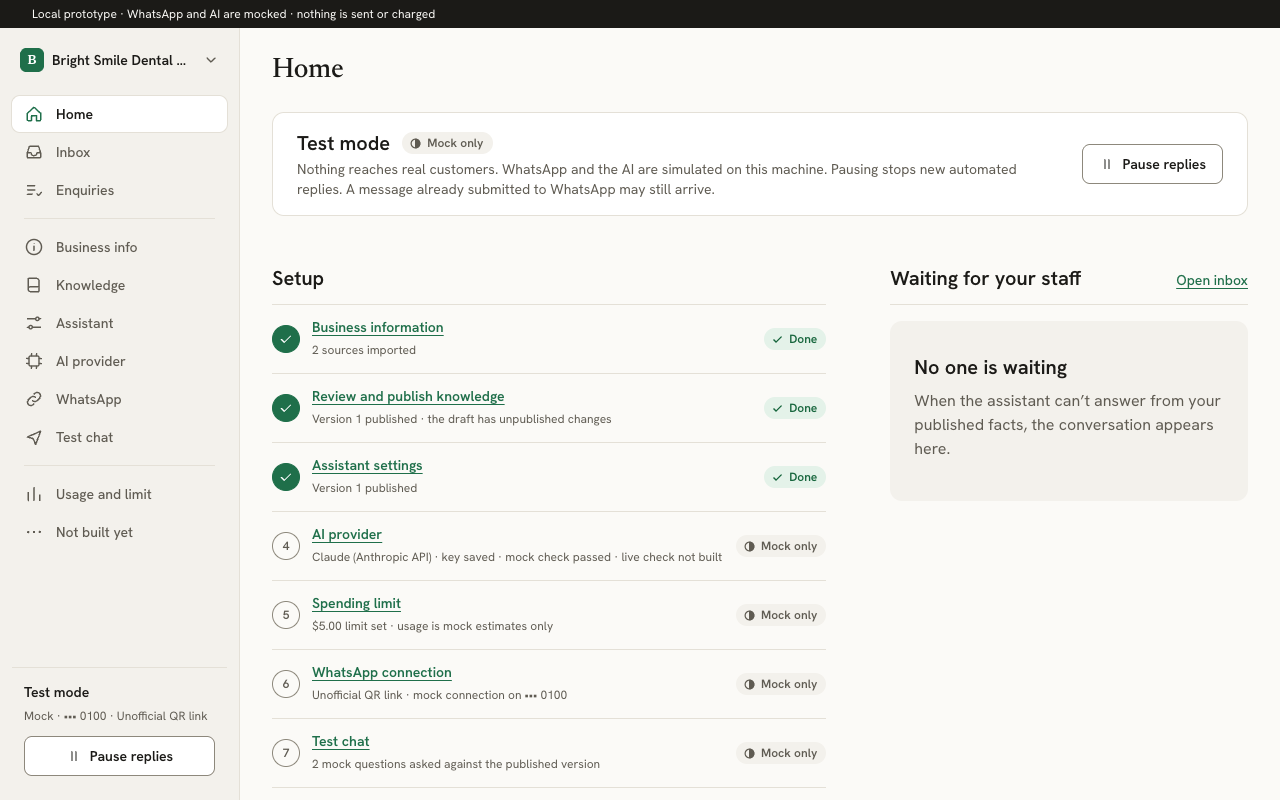 Local prototype · WhatsApp and AI are mocked · nothing is sent or charged
B
Bright Smile Dental ...
Home
Inbox
Enquiries
Business info
Knowledge
Assistant
AI provider
WhatsApp
Test chat
Usage and limit
Not built yet
Test mode
Mock · ••• 0100 · Unofficial QR link
Pause replies
Home
Test mode
Mock only
Nothing reaches real customers. WhatsApp and the AI are simulated on this machine. Pausing stops new automated
replies. A message already submitted to WhatsApp may still arrive.
Pause replies
Setup
Business information
2 sources imported
Done
Review and publish knowledge
Version 1 published · the draft has unpublished changes
Done
Assistant settings
Version 1 published
Done
4
AI provider
Claude (Anthropic API) · key saved · mock check passed · live check not built
Mock only
5
Spending limit
$5.00 limit set · usage is mock estimates only
Mock only
6
WhatsApp connection
Unofficial QR link · mock connection on ••• 0100
Mock only
7
Test chat
2 mock questions asked against the published version
Mock only
Waiting for your staff
Open inbox
No one is waiting
When the assistant can’t answer from your
published facts, the conversation appears
here.